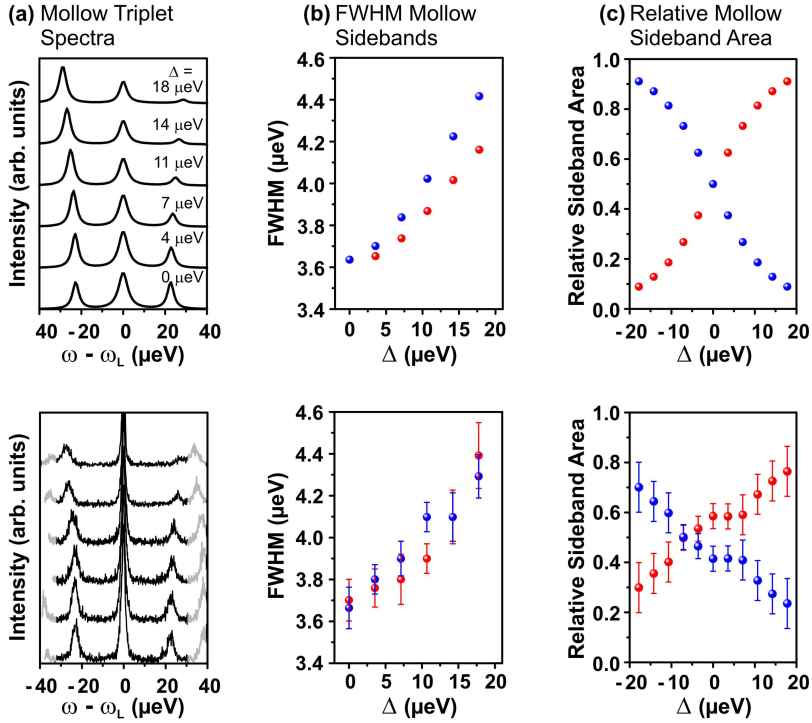 (a) Mollow Triplet
Spectra
Intensity (arb. units)
Δ =
18 µeV
14 µeV
11 µeV
7 µeV
4 µeV
0 µeV
-40 -20 0 20 40
ω - ω_L (µeV)
(b) FWHM Mollow
Sidebands
FWHM (µeV)
4.6
4.4
4.2
4.0
3.8
3.6
3.4
0 5 10 15 20
Δ (µeV)
(c) Relative Mollow
Sideband Area
Relative Sideband Area
1.0
0.8
0.6
0.4
0.2
0.0
-20 -10 0 10 20
Δ (µeV)
Intensity (arb. units)
-40 -20 0 20 40
ω - ω_L (µeV)
FWHM (µeV)
4.6
4.4
4.2
4.0
3.8
3.6
3.4
0 5 10 15 20
Δ (µeV)
Relative Sideband Area
1.0
0.8
0.6
0.4
0.2
0.0
-20 -10 0 10 20
Δ (µeV)